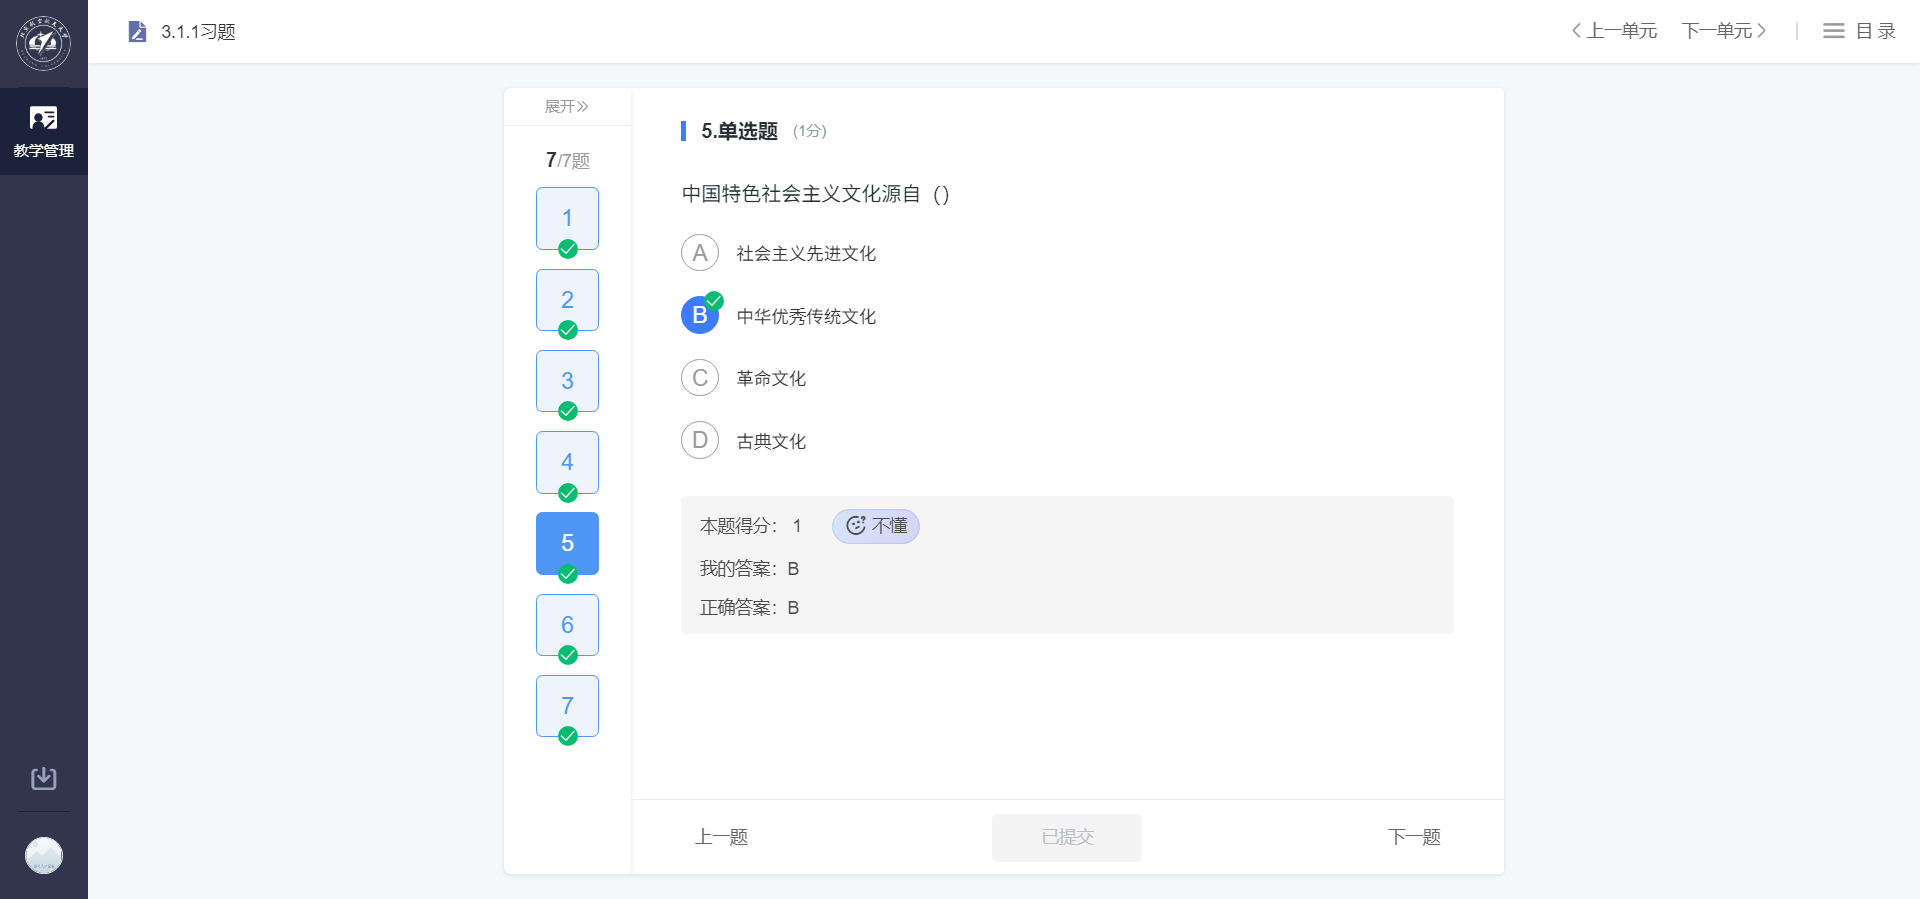 3.1.1习题
上一单元
下一单元
目录
教学管理
展开
7/7题
1
2
3
4
5
6
7
5.单选题 (1分)
中国特色社会主义文化源自（）
A 社会主义先进文化
B 中华优秀传统文化
C 革命文化
D 古典文化
本题得分： 1 不懂
我的答案：B
正确答案：B
上一题
已提交
下一题